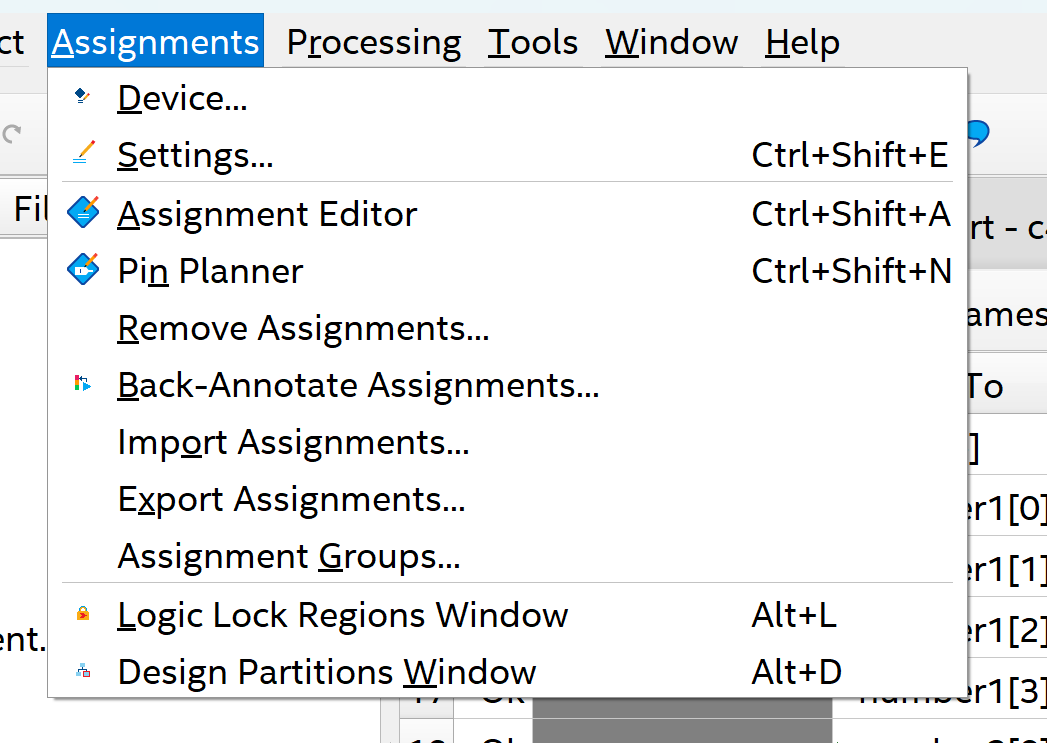 ct Assignments Processing Tools Window Help
Device...
Settings... Ctrl+Shift+E
Fil
Assignment Editor Ctrl+Shift+A
rt - c
Pin Planner Ctrl+Shift+N
ames
Remove Assignments...
Back-Annotate Assignments... To
Import Assignments... ]
Export Assignments... er1[0]
Assignment Groups... er1[1]
Logic Lock Regions Window Alt+L er1[2]
ent.
Design Partitions Window Alt+D
number1[3]